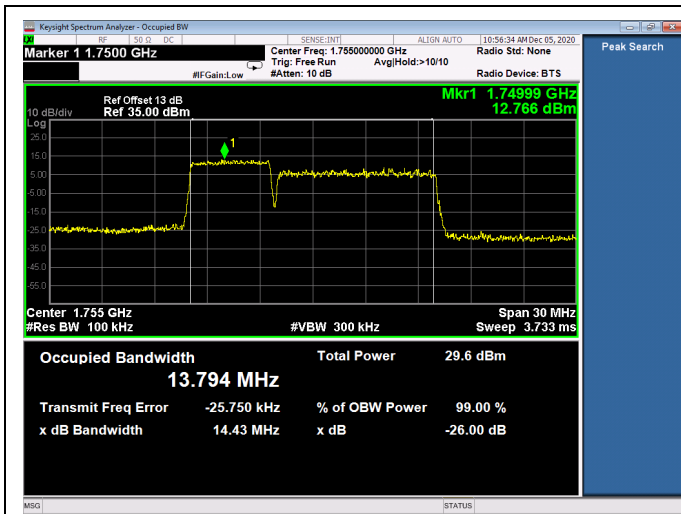 Keysight Spectrum Analyzer - Occupied BW
LXI RF 50 Ω DC SENSE:INT ALIGN AUTO 10:56:34 AM Dec 05, 2020
Marker 1 1.7500 GHz
Center Freq: 1.755000000 GHz
Radio Std: None
Trig: Free Run Avg|Hold:>10/10
#IFGain:Low #Atten: 10 dB Radio Device: BTS
Peak Search
Ref Offset 13 dB
10 dB/div Ref 35.00 dBm
Mkr1 1.74999 GHz
12.766 dBm
Log
25.0
15.0
5.00
-5.00
-15.0
-25.0
-35.0
-45.0
-55.0
1
Center 1.755 GHz Span 30 MHz
#Res BW 100 kHz #VBW 300 kHz Sweep 3.733 ms
Occupied Bandwidth Total Power 29.6 dBm
13.794 MHz
Transmit Freq Error -25.750 kHz % of OBW Power 99.00 %
x dB Bandwidth 14.43 MHz x dB -26.00 dB
MSG STATUS